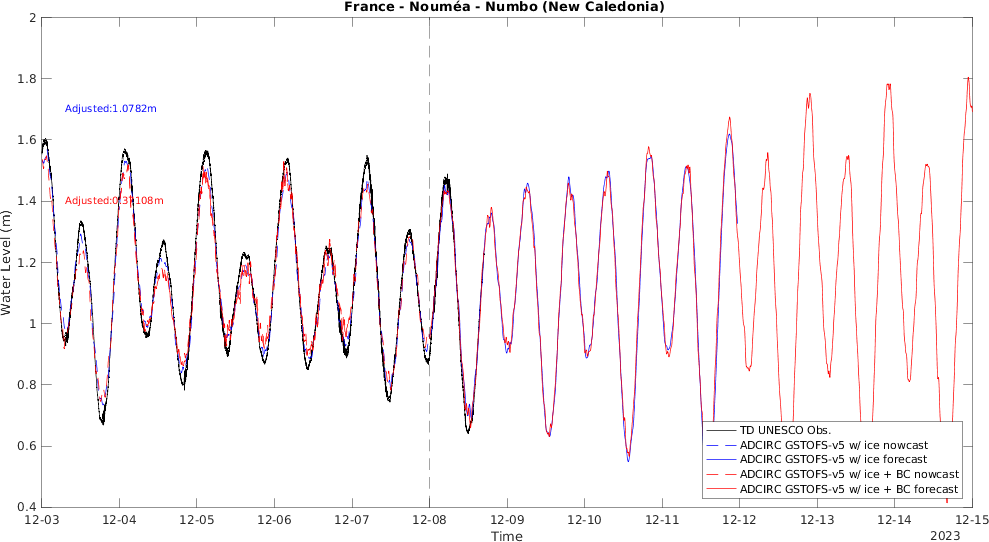 France - Nouméa - Numbo (New Caledonia)
2
1.8
1.6
1.4
1.2
1
0.8
0.6
0.4
Water Level (m)
Adjusted:1.0782m
TD UNESCO Obs.
ADCIRC GSTOFS-v5 w/ ice nowcast
ADCIRC GSTOFS-v5 w/ ice forecast
ADCIRC GSTOFS-v5 w/ ice + BC nowcast
ADCIRC GSTOFS-v5 w/ ice + BC forecast
12-03 12-04 12-05 12-06 12-07 12-08 12-09 12-10 12-11 12-12 12-13 12-14 12-15
Time
2023